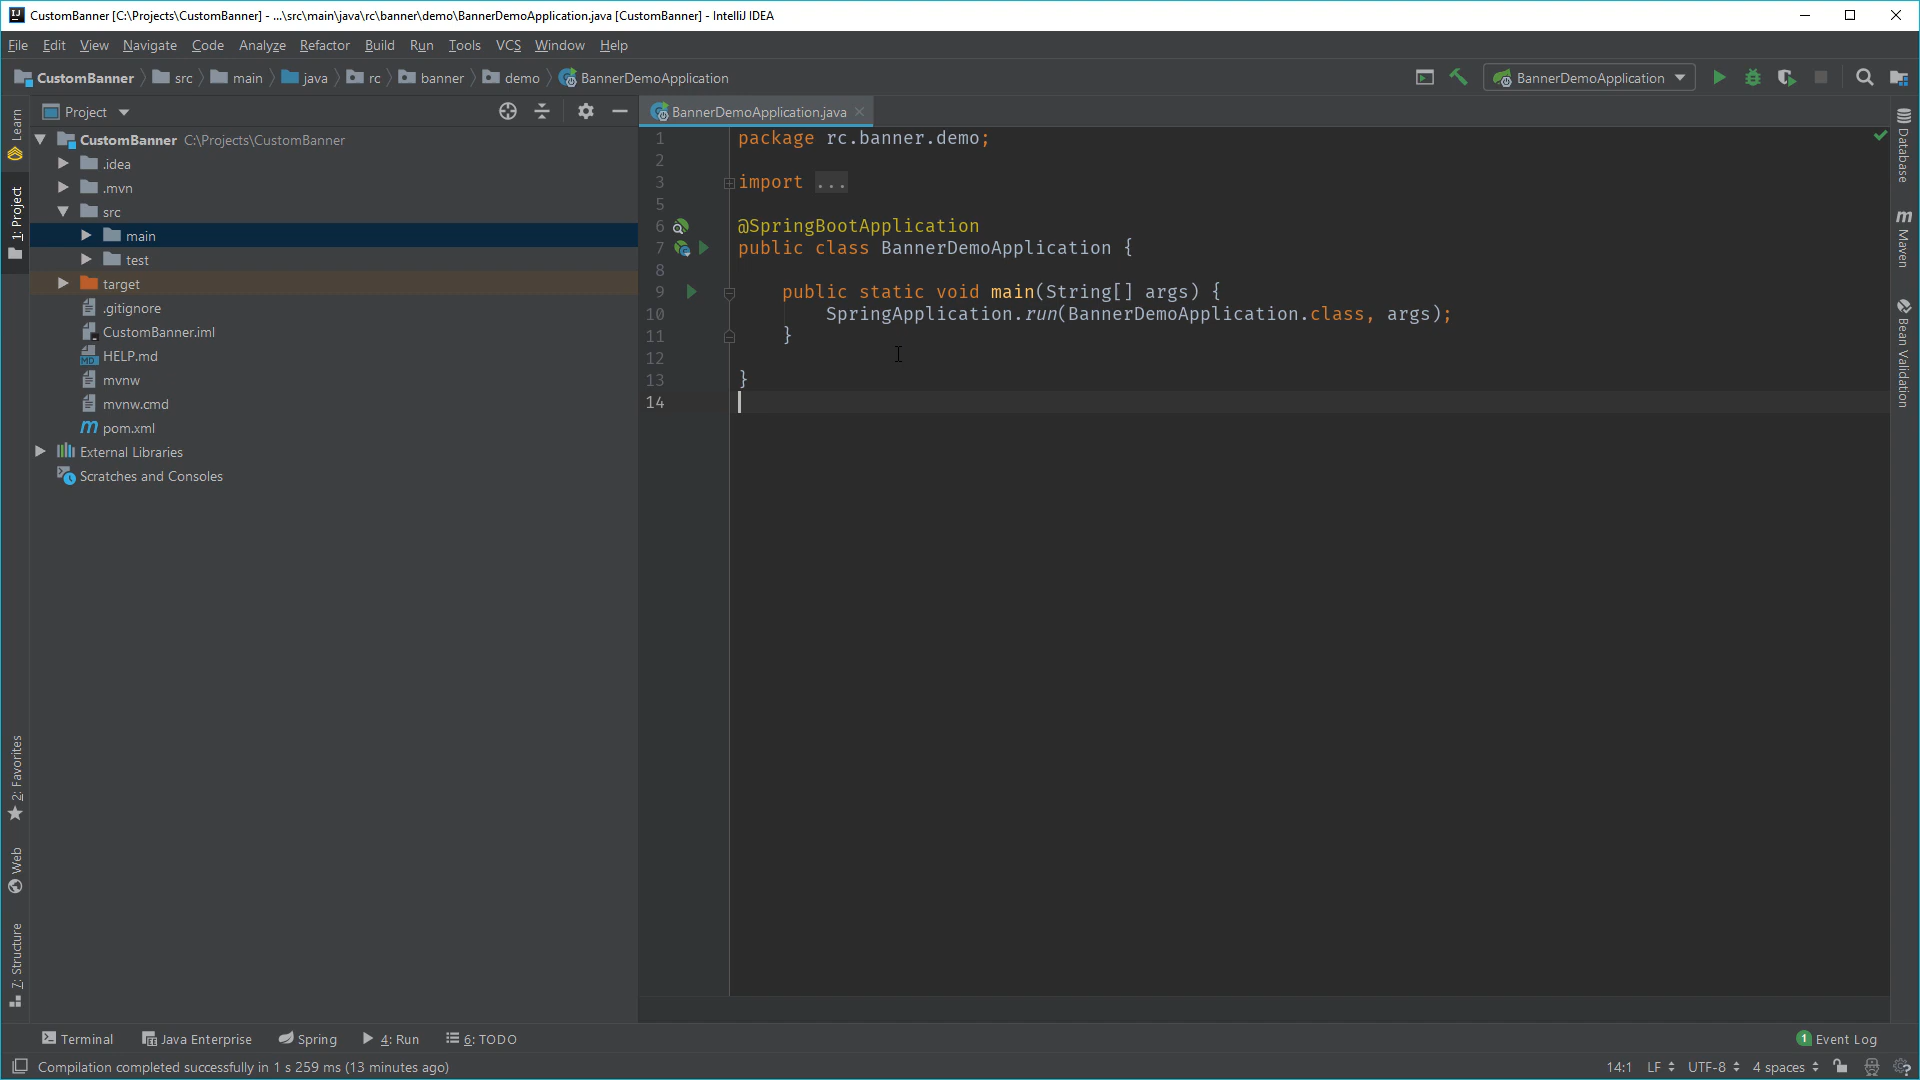 CustomBanner [C:\Projects\CustomBanner] - ...\src\main\java\rc\banner\demo\BannerDemoApplication.java [CustomBanner] - IntelliJ IDEA
File Edit View Navigate Code Analyze Refactor Build Run Tools VCS Window Help
CustomBanner src main java rc banner demo BannerDemoApplication
BannerDemoApplication
Learn
1: Project
2: Favorites
Web
7: Structure
Project
CustomBanner C:\Projects\CustomBanner
.idea
.mvn
src
main
test
target
.gitignore
CustomBanner.iml
HELP.md
mvnw
mvnw.cmd
pom.xml
External Libraries
Scratches and Consoles
BannerDemoApplication.java
1 package rc.banner.demo;
2
3 import ...
5
6 @SpringBootApplication
7 public class BannerDemoApplication {
8
9 public static void main(String[] args) {
10 SpringApplication.run(BannerDemoApplication.class, args);
11 }
12
13 }
14
Database
Maven
Bean Validation
Terminal Java Enterprise Spring 4: Run 6: TODO
1 Event Log
Compilation completed successfully in 1 s 259 ms (13 minutes ago)
14:1 LF UTF-8 4 spaces